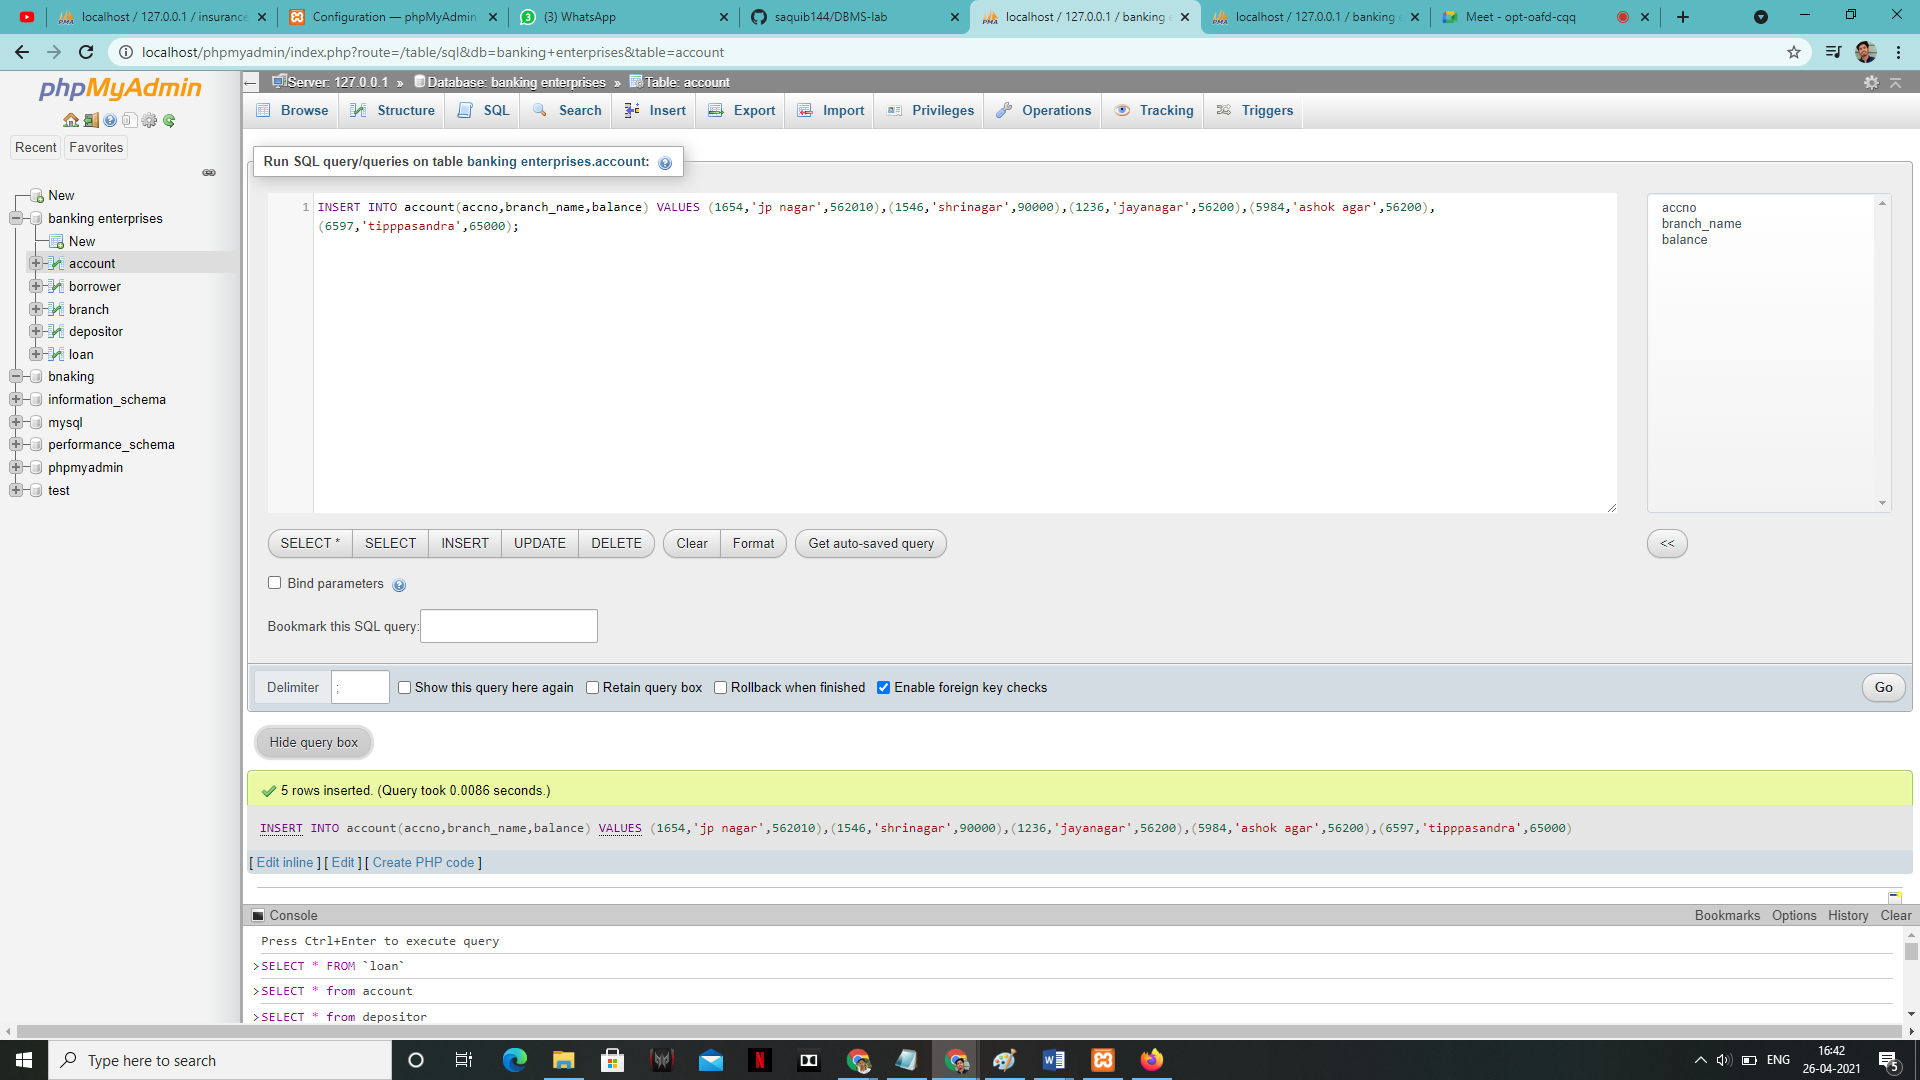 localhost / 127.0.0.1 / insurance
Configuration — phpMyAdmin
(3) WhatsApp
saquib144/DBMS-lab
localhost / 127.0.0.1 / banking
localhost / 127.0.0.1 / banking
Meet - opt-oafd-cqq
localhost/phpmyadmin/index.php?route=/table/sql&db=banking+enterprises&table=account
phpMyAdmin
Recent
Favorites
New
banking enterprises
New
account
borrower
branch
depositor
loan
bnaking
information_schema
mysql
performance_schema
phpmyadmin
test
Server: 127.0.0.1 » Database: banking enterprises » Table: account
Browse
Structure
SQL
Search
Insert
Export
Import
Privileges
Operations
Tracking
Triggers
Run SQL query/queries on table banking enterprises.account:
1 INSERT INTO account(accno,branch_name,balance) VALUES (1654,'jp nagar',562010),(1546,'shrinagar',90000),(1236,'jayanagar',56200),(5984,'ashok agar',56200),
(6597,'tipppasandra',65000);
accno
branch_name
balance
SELECT *
SELECT
INSERT
UPDATE
DELETE
Clear
Format
Get auto-saved query
<<
Bind parameters
Bookmark this SQL query:
Delimiter
;
Show this query here again
Retain query box
Rollback when finished
Enable foreign key checks
Go
Hide query box
5 rows inserted. (Query took 0.0086 seconds.)
INSERT INTO account(accno,branch_name,balance) VALUES (1654,'jp nagar',562010),(1546,'shrinagar',90000),(1236,'jayanagar',56200),(5984,'ashok agar',56200),(6597,'tipppasandra',65000)
[ Edit inline ] [ Edit ] [ Create PHP code ]
Console
Bookmarks
Options
History
Clear
Press Ctrl+Enter to execute query
>SELECT * FROM `loan`
>SELECT * from account
>SELECT * from depositor
Type here to search
ENG
16:42
26-04-2021
5